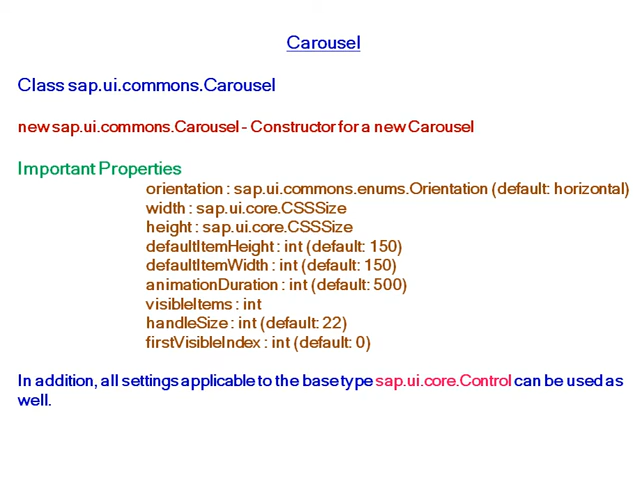 Carousel
Class sap.ui.commons.Carousel
new sap.ui.commons.Carousel - Constructor for a new Carousel
Important Properties
orientation : sap.ui.commons.enums.Orientation (default: horizontal)
width : sap.ui.core.CSSSize
height : sap.ui.core.CSSSize
defaultItemHeight : int (default: 150)
defaultItemWidth : int (default: 150)
animationDuration : int (default: 500)
visibleItems : int
handleSize : int (default: 22)
firstVisibleIndex : int (default: 0)
In addition, all settings applicable to the base type sap.ui.core.Control can be used as
well.